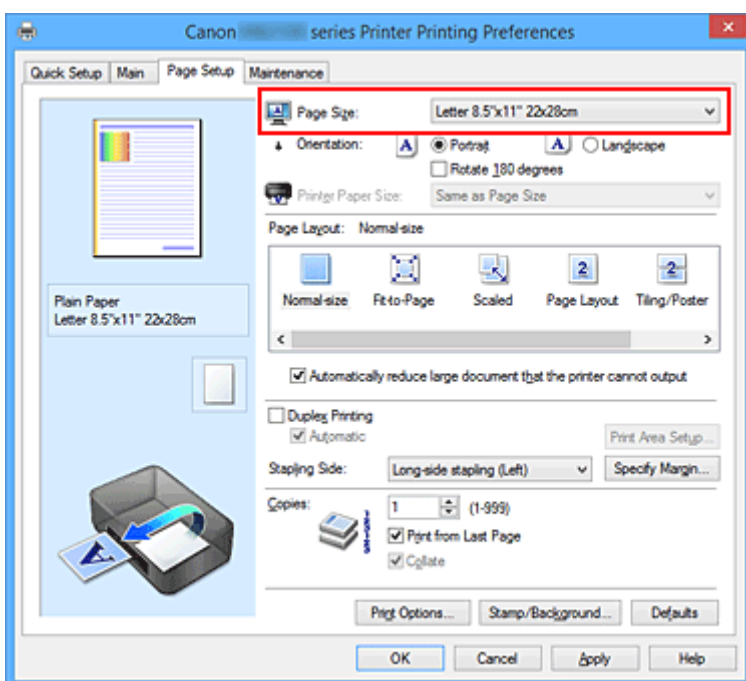 Canon series Printer Printing Preferences
Quick Setup Main Page Setup Maintenance
Page Size: Letter 8.5"x11" 22x28cm
Orientation: A Portrait A Landscape
Rotate 180 degrees
Printer Paper Size: Same as Page Size
Page Layout: Normal-size
2 2
Normal-size Fit-to-Page Scaled Page Layout Tiling/Poster
Plain Paper
Letter 8.5"x11" 22x28cm
Automatically reduce large document that the printer cannot output
Duplex Printing
Automatic
Print Area Setup...
Stapling Side: Long-side stapling (Left) Specify Margin...
Copies: 1 (1-999)
Print from Last Page
Collate
A
Print Options... Stamp/Background... Defaults
OK Cancel Apply Help